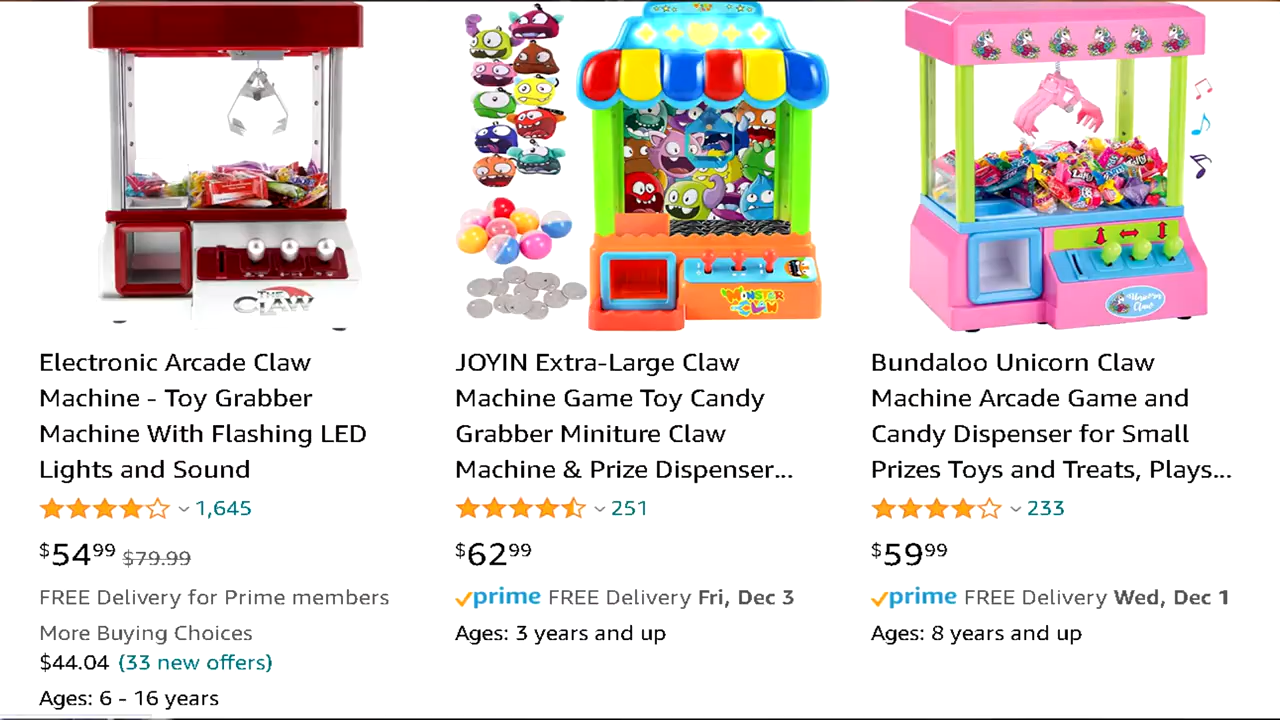 THE
CLAW
MONSTER
CLAW
Unicorn
Claw
Electronic Arcade Claw
Machine - Toy Grabber
Machine With Flashing LED
Lights and Sound
1,645
$54.99 $79.99
FREE Delivery for Prime members
More Buying Choices
$44.04 (33 new offers)
Ages: 6 - 16 years
JOYIN Extra-Large Claw
Machine Game Toy Candy
Grabber Miniture Claw
Machine & Prize Dispenser...
251
$62.99
prime FREE Delivery Fri, Dec 3
Ages: 3 years and up
Bundaloo Unicorn Claw
Machine Arcade Game and
Candy Dispenser for Small
Prizes Toys and Treats, Plays...
233
$59.99
prime FREE Delivery Wed, Dec 1
Ages: 8 years and up